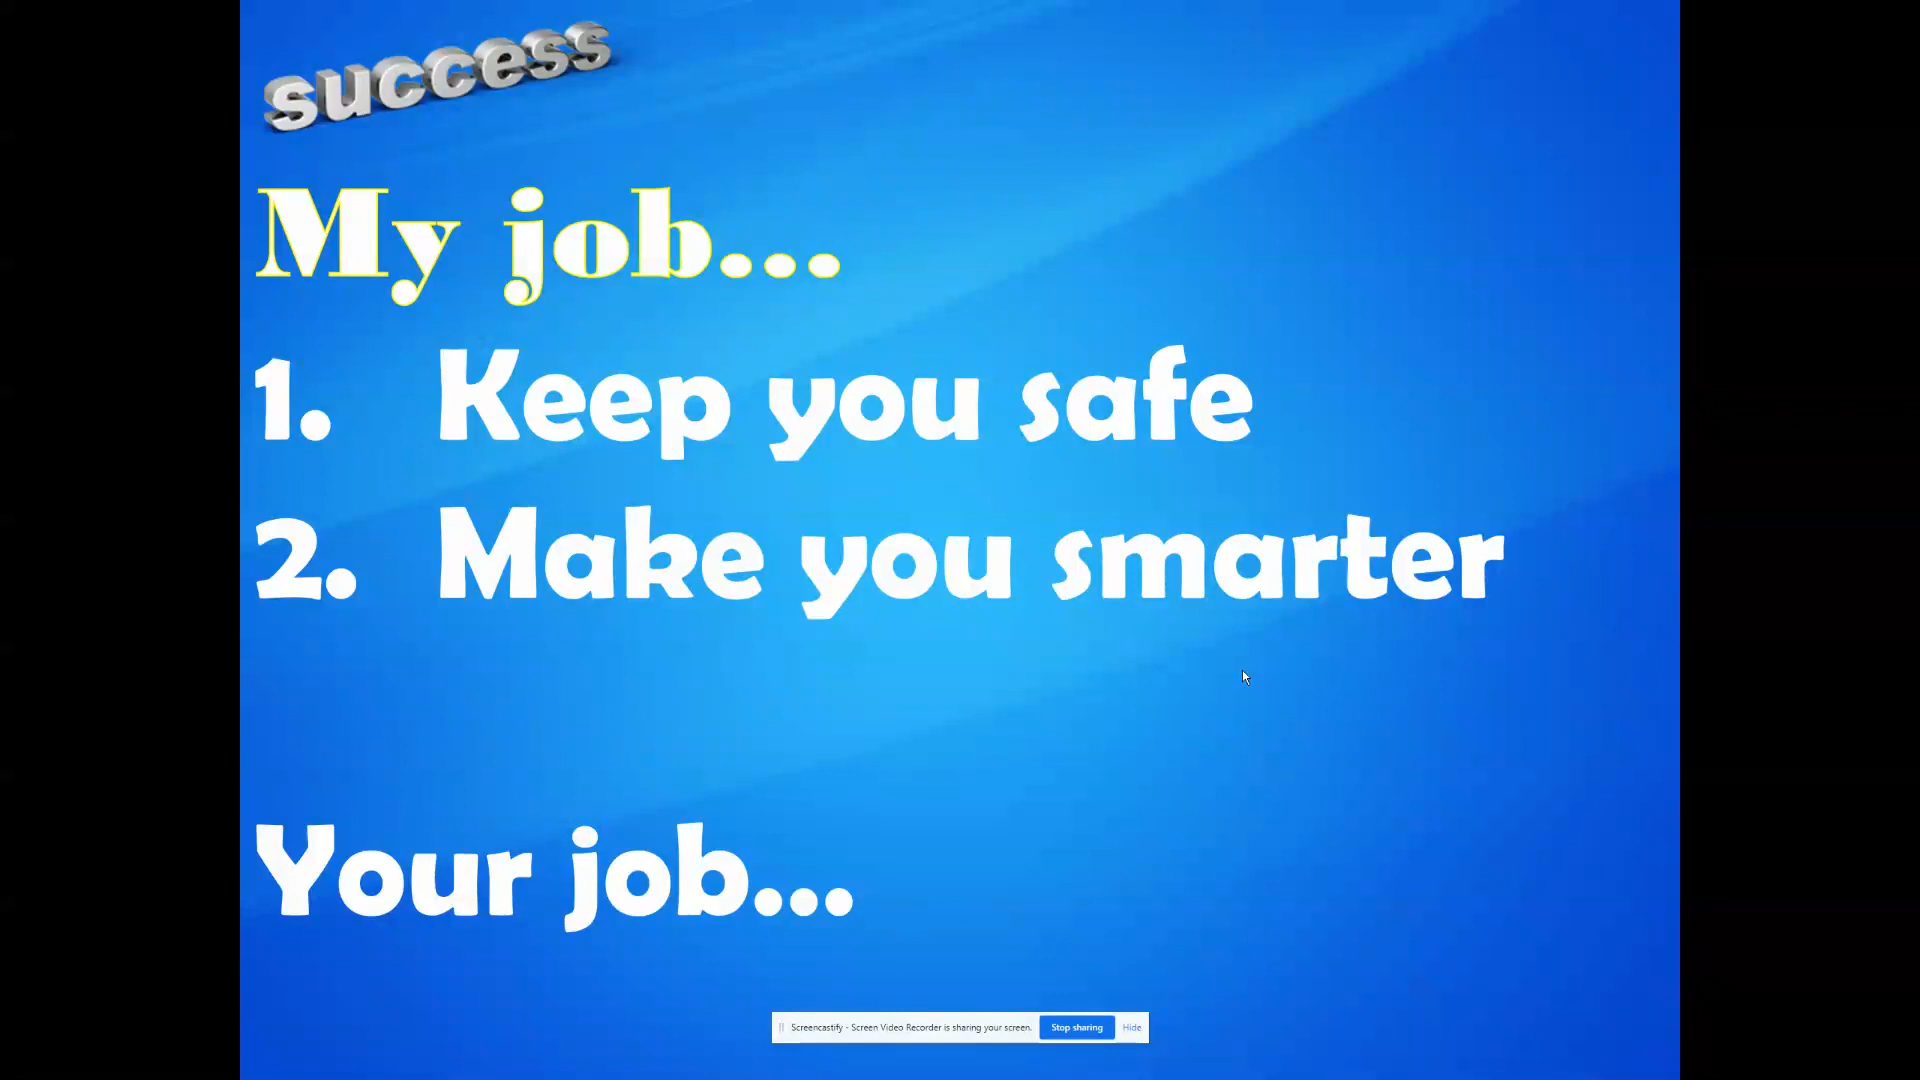 success
My job...
1. Keep you safe
2. Make you smarter
Your job...
Screencastify - Screen Video Recorder is sharing your screen. Stop sharing Hide